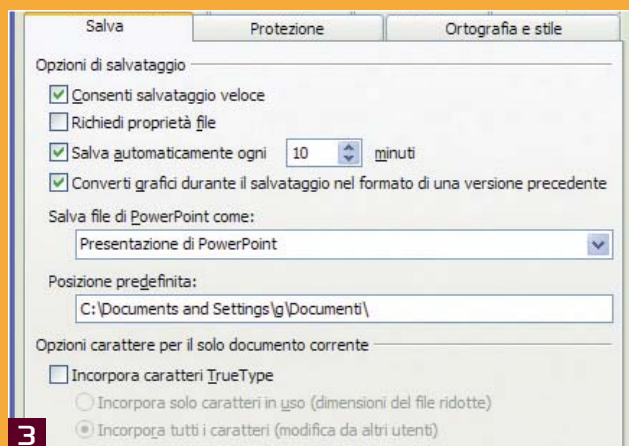 Salva Protezione Ortografia e stile
Opzioni di salvataggio
Consenti salvataggio veloce
Richiedi proprietà file
Salva automaticamente ogni 10 minuti
Converti grafici durante il salvataggio nel formato di una versione precedente
Salva file di PowerPoint come:
Presentazione di PowerPoint
Posizione predefinita:
C:\Documents and Settings\g\Documenti\
Opzioni carattere per il solo documento corrente
Incorpora caratteri TrueType
Incorpora solo caratteri in uso (dimensioni del file ridotte)
Incorpora tutti i caratteri (modifica da altri utenti)
3